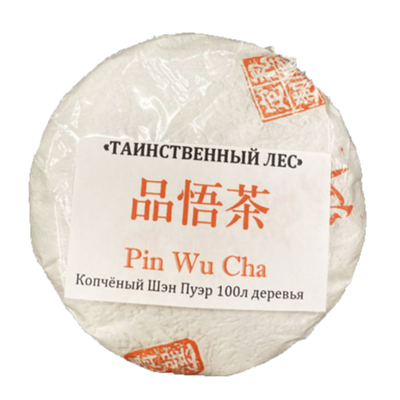 «ТАИНСТВЕННЫЙ ЛЕС»
品悟茶
Pin Wu Cha
Копчёный Шэн Пуэр 100л деревья